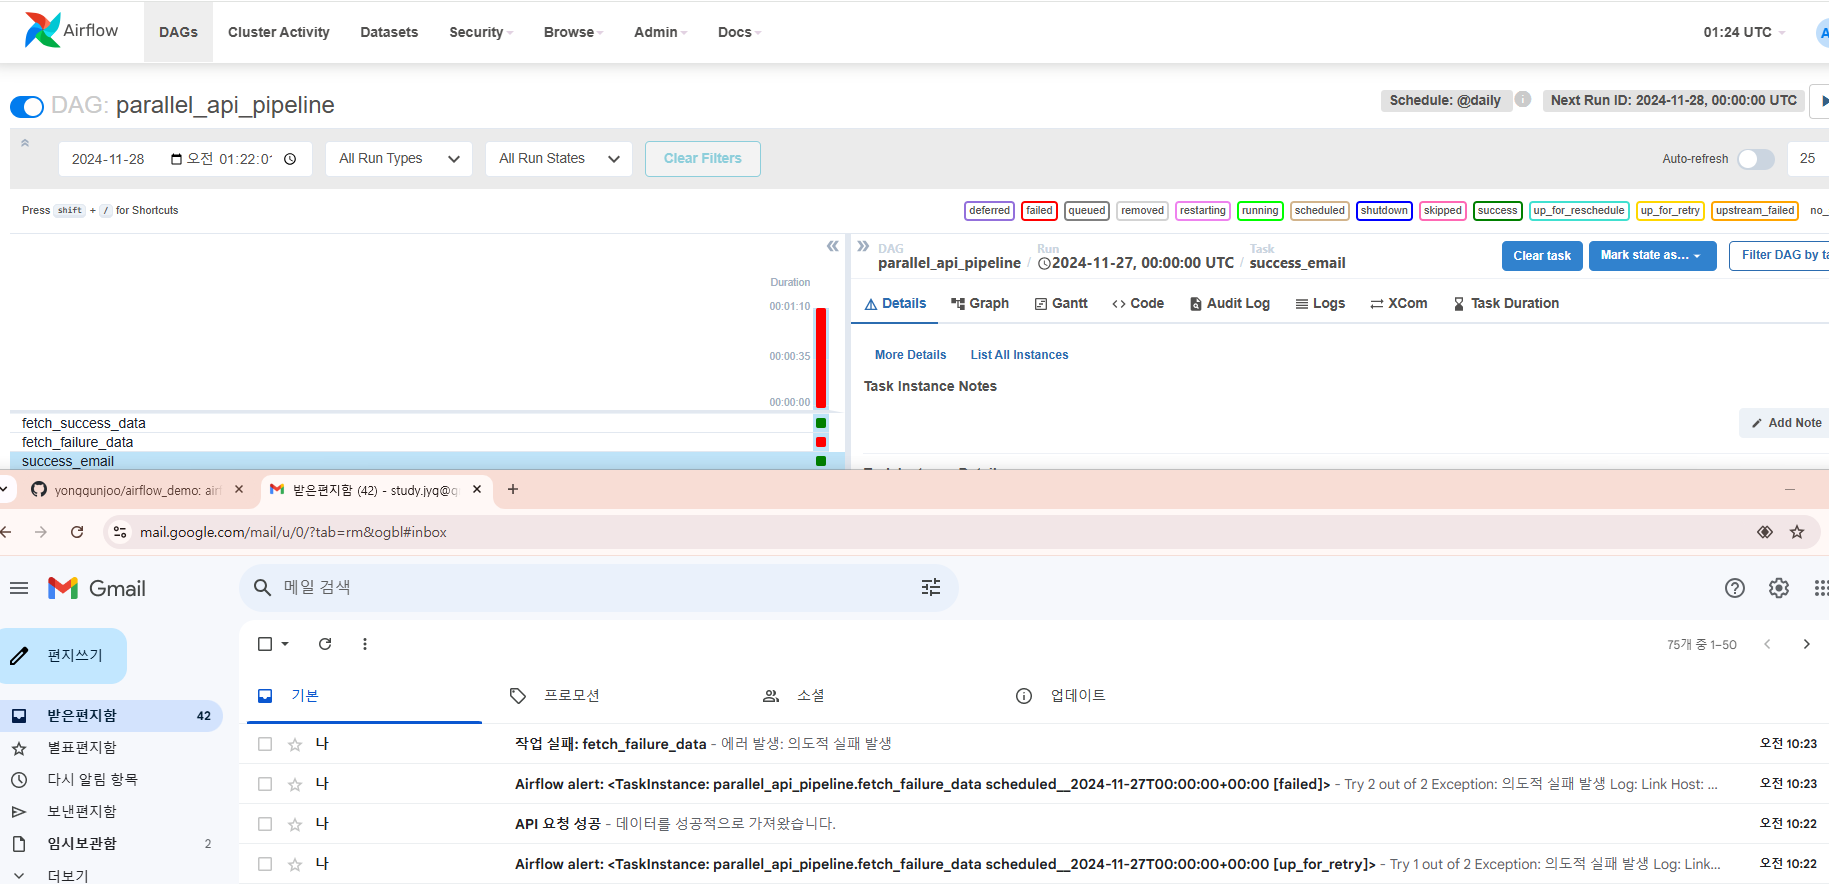 Airflow DAGs Cluster Activity Datasets Security Browse Admin Docs 01:24 UTC A
DAG: parallel_api_pipeline Schedule: @daily Next Run ID: 2024-11-28, 00:00:00 UTC
2024-11-28 오전 01:22:01 All Run Types All Run States Clear Filters Auto-refresh 25
Press shift + / for Shortcuts deferred failed queued removed restarting running scheduled shutdown skipped success up_for_reschedule up_for_retry upstream_failed no_
DAG Run Task
parallel_api_pipeline / 2024-11-27, 00:00:00 UTC / success_email Clear task Mark state as... Filter DAG by ta
Duration
00:01:10
00:00:35
00:00:00
Details Graph Gantt Code Audit Log Logs XCom Task Duration
More Details List All Instances
Task Instance Notes
Add Note
fetch_success_data
fetch_failure_data
success_email
yonggunjoo/airflow_demo: airf 받은편지함 (42) - study.jyg@g
mail.google.com/mail/u/0/?tab=rm&ogbl#inbox
Gmail 메일 검색
편지쓰기
75개 중 1–50
기본 프로모션 소셜 업데이트
받은편지함 42
별표편지함
다시 알림 항목
보낸편지함
임시보관함 2
더보기
나 작업 실패: fetch_failure_data - 에러 발생: 의도적 실패 발생 오전 10:23
나 Airflow alert: <TaskInstance: parallel_api_pipeline.fetch_failure_data scheduled__2024-11-27T00:00:00+00:00 [failed]> - Try 2 out of 2 Exception: 의도적 실패 발생 Log: Link Host: ... 오전 10:23
나 API 요청 성공 - 데이터를 성공적으로 가져왔습니다. 오전 10:22
나 Airflow alert: <TaskInstance: parallel_api_pipeline.fetch_failure_data scheduled__2024-11-27T00:00:00+00:00 [up_for_retry]> - Try 1 out of 2 Exception: 의도적 실패 발생 Log: Link... 오전 10:22